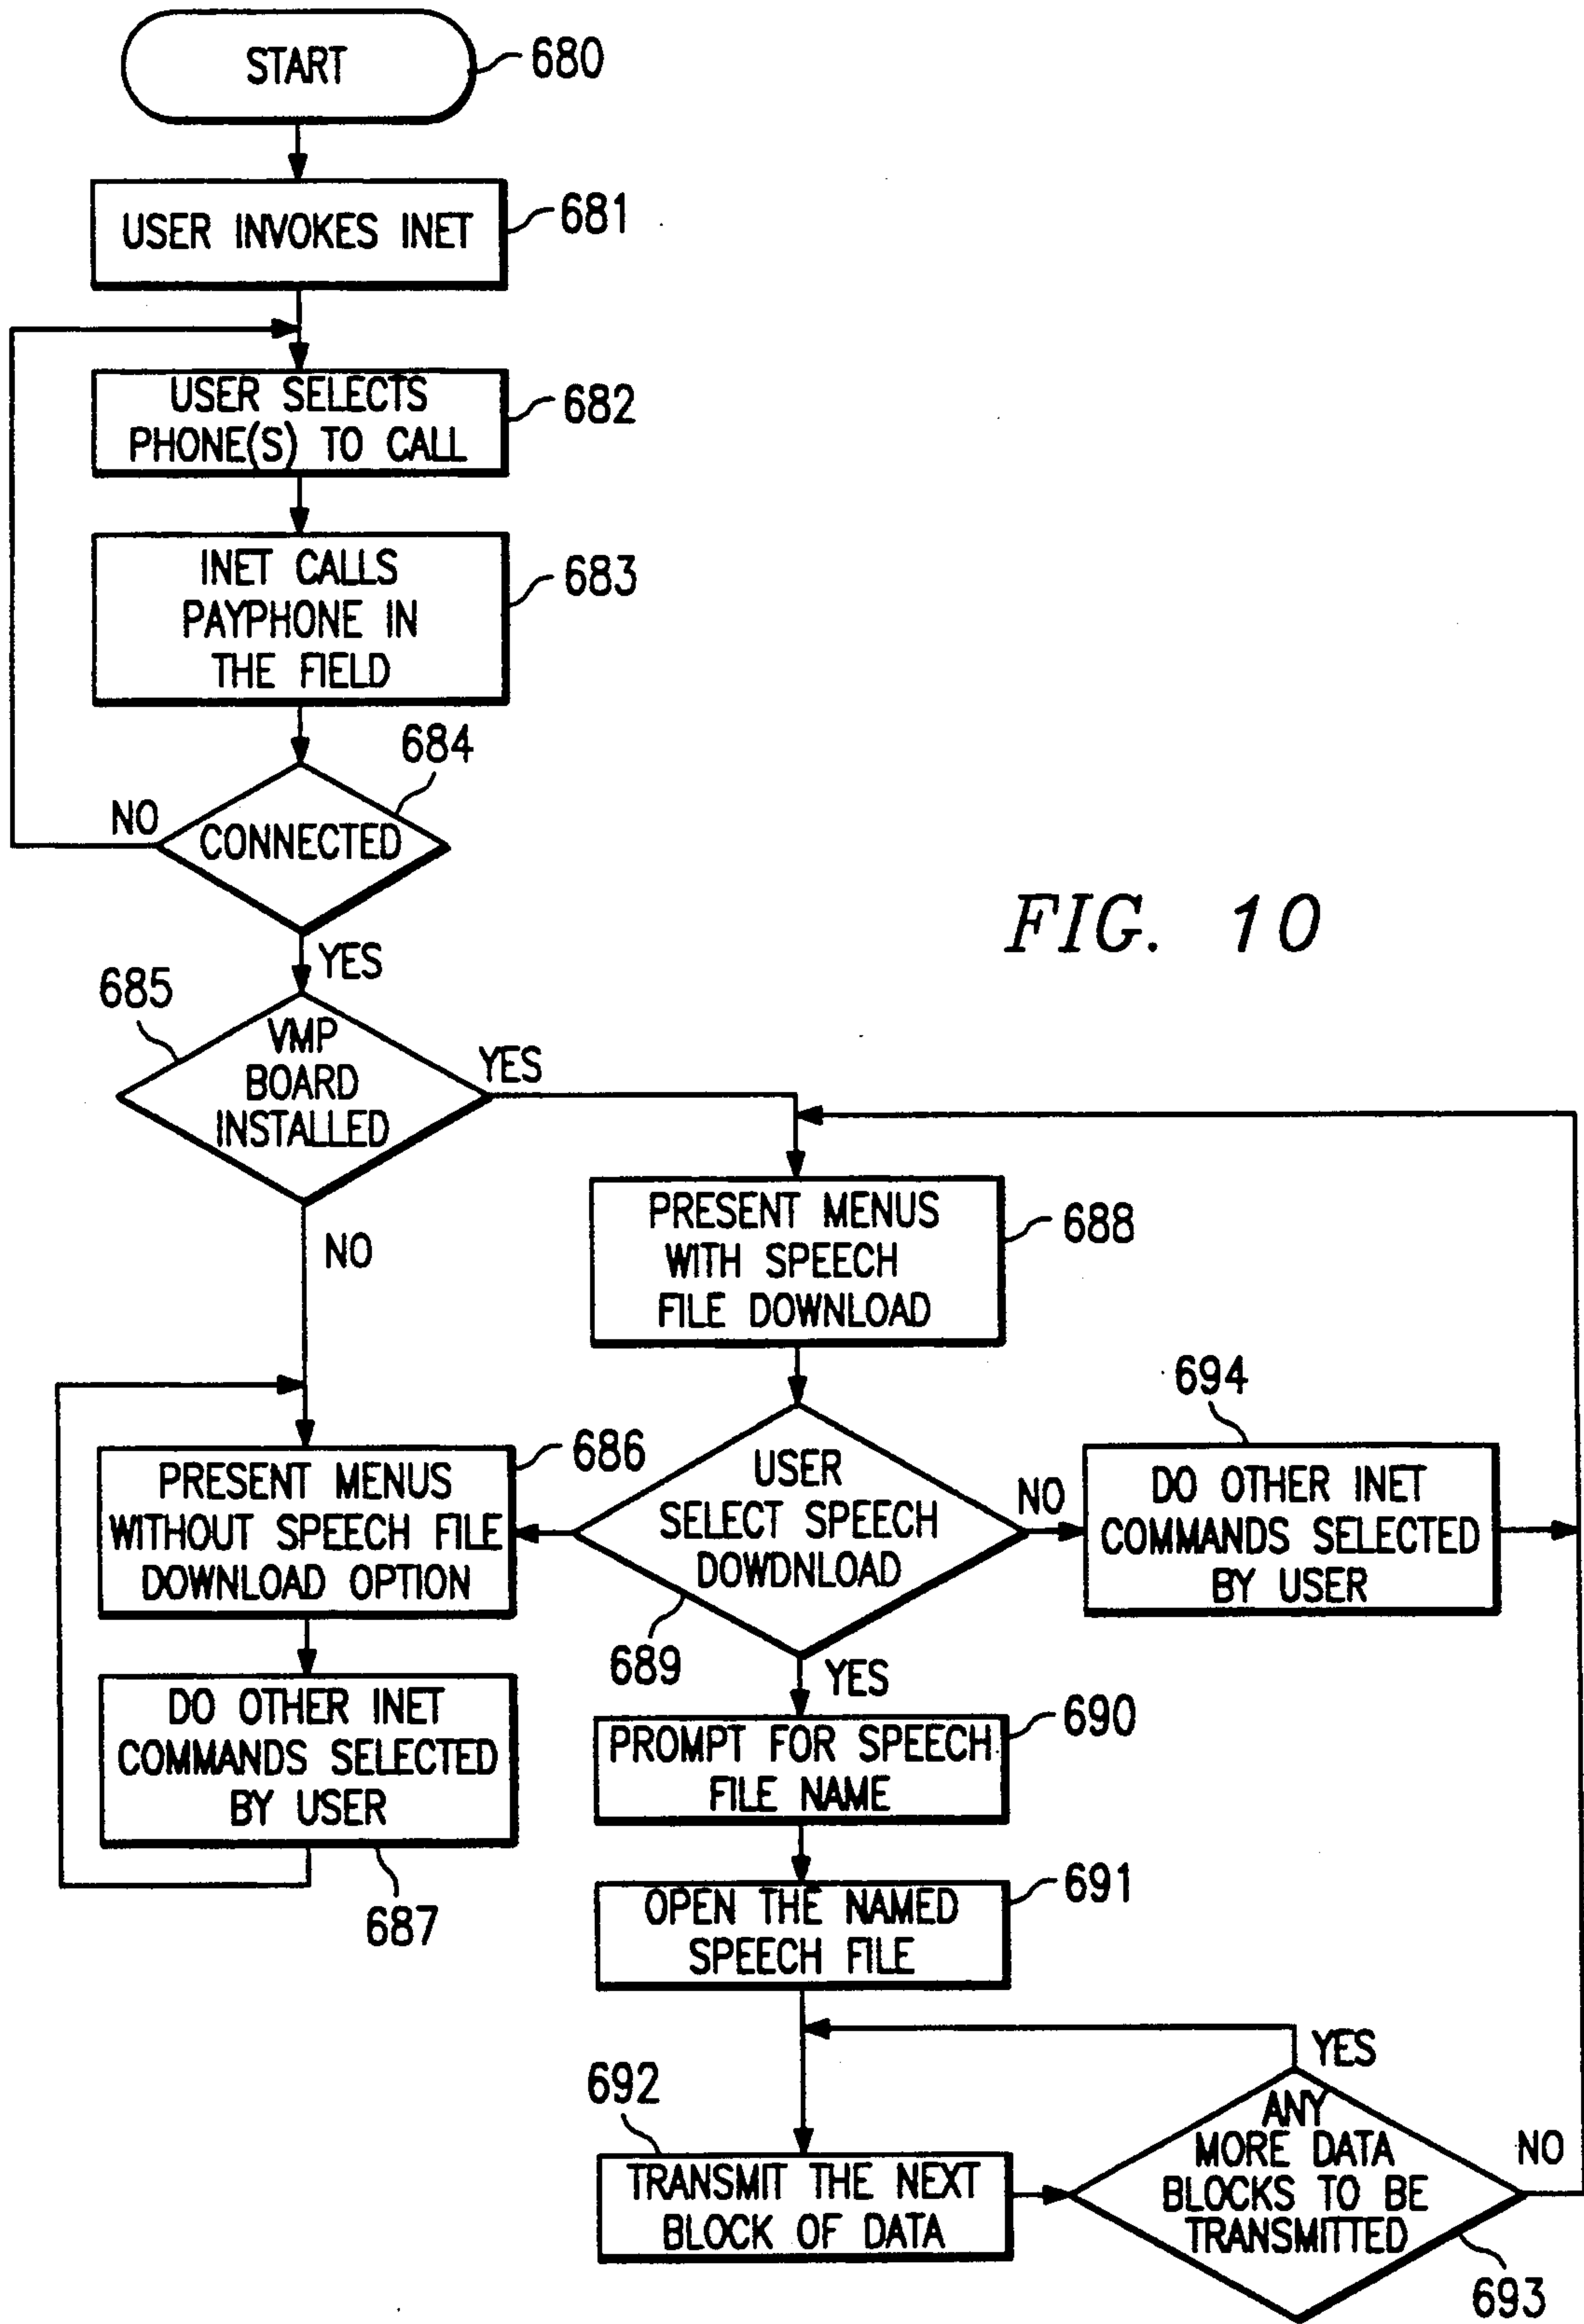 START
680
USER INVOKES INET
681
USER SELECTS
PHONE(S) TO CALL
682
INET CALLS
PAYPHONE IN
THE FIELD
683
684
CONNECTED
NO
YES
FIG. 10
685
VMP
BOARD
INSTALLED
YES
NO
PRESENT MENUS
WITH SPEECH
FILE DOWNLOAD
688
PRESENT MENUS
WITHOUT SPEECH FILE
DOWNLOAD OPTION
686
USER
SELECT SPEECH
DOWDNLOAD
689
NO
YES
694
DO OTHER INET
COMMANDS SELECTED
BY USER
DO OTHER INET
COMMANDS SELECTED
BY USER
687
PROMPT FOR SPEECH
FILE NAME
690
OPEN THE NAMED
SPEECH FILE
691
692
TRANSMIT THE NEXT
BLOCK OF DATA
YES
ANY
MORE DATA
BLOCKS TO BE
TRANSMITTED
NO
693